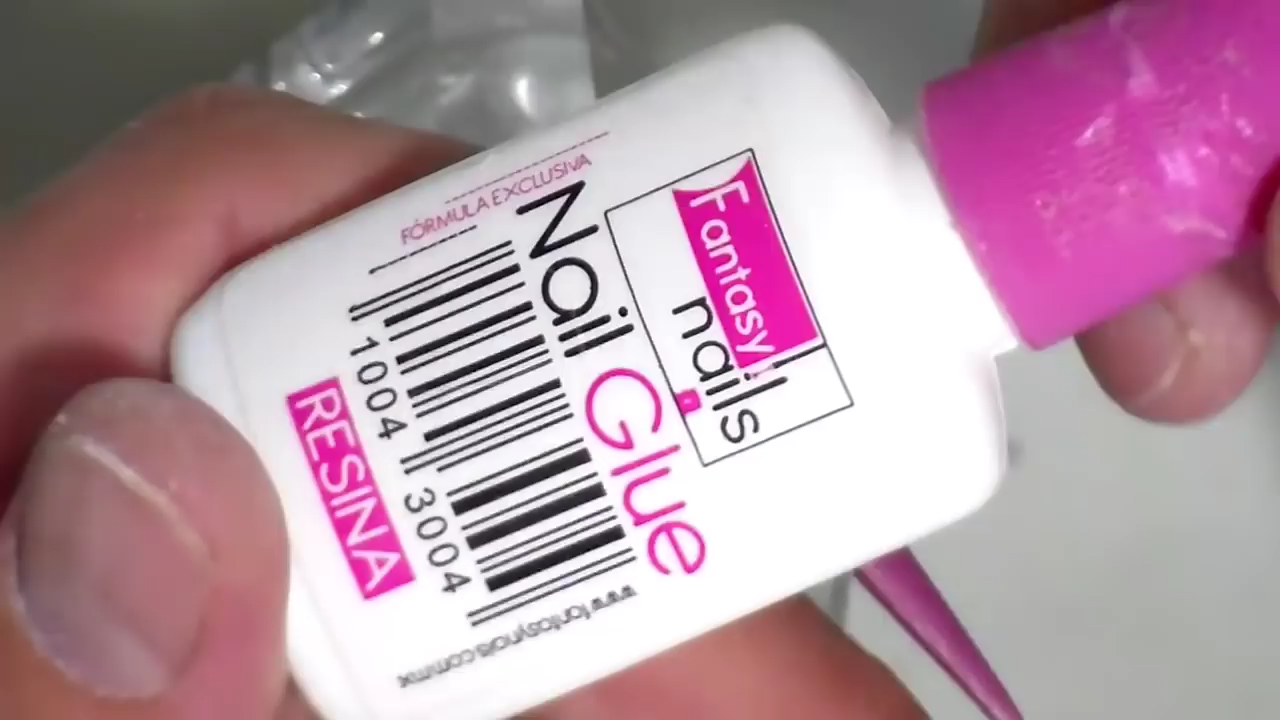 Fantasy
nails
Nail Glue
FÓRMULA EXCLUSIVA
1004 3004
RESINA
www.fantasynails.com.mx